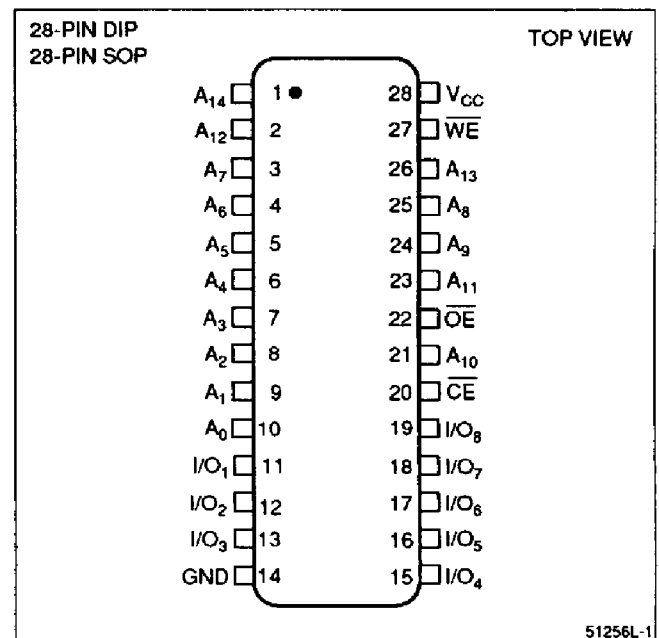 28-PIN DIP
28-PIN SOP
TOP VIEW
A14 1 28 VCC
A12 2 27 WE
A7 3 26 A13
A6 4 25 A8
A5 5 24 A9
A4 6 23 A11
A3 7 22 OE
A2 8 21 A10
A1 9 20 CE
A0 10 19 I/O8
I/O1 11 18 I/O7
I/O2 12 17 I/O6
I/O3 13 16 I/O5
GND 14 15 I/O4
51256L-1